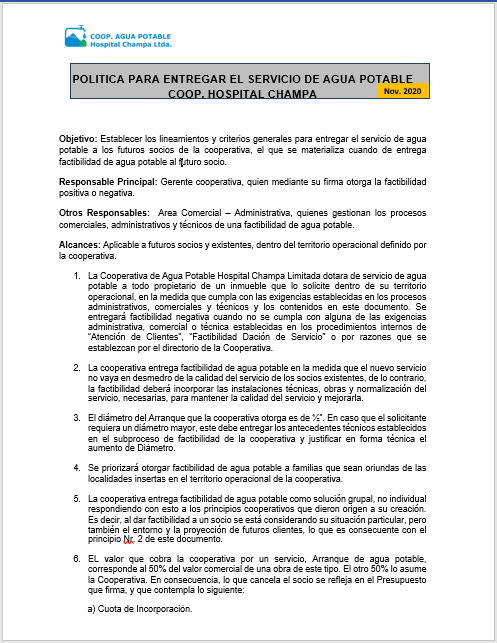 COOP. AGUA POTABLE
Hospital Champa Ltda.
POLITICA PARA ENTREGAR EL SERVICIO DE AGUA POTABLE
COOP. HOSPITAL CHAMPA
Nov. 2020
Objetivo: Establecer los lineamientos y criterios generales para entregar el servicio de agua
potable a los futuros socios de la cooperativa, el que se materializa cuando de entrega
factibilidad de agua potable al futuro socio.
Responsable Principal: Gerente cooperativa, quien mediante su firma otorga la factibilidad
positiva o negativa.
Otros Responsables: Area Comercial – Administrativa, quienes gestionan los procesos
comerciales, administrativos y técnicos de una factibilidad de agua potable.
Alcances: Aplicable a futuros socios y existentes, dentro del territorio operacional definido por
la cooperativa.
1. La Cooperativa de Agua Potable Hospital Champa Limitada dotara de servicio de agua
potable a todo propietario de un inmueble que lo solicite dentro de su territorio
operacional, en la medida que cumpla con las exigencias establecidas en los procesos
administrativos, comerciales y técnicos y los contenidos en este documento. Se
entregará factibilidad negativa cuando no se cumpla con alguna de las exigencias
administrativa, comercial o técnica establecidas en los procedimientos internos de
“Atención de Clientes”, “Factibilidad Dación de Servicio” o por razones que se
establezcan por el directorio de la Cooperativa.
2. La cooperativa entrega factibilidad de agua potable en la medida que el nuevo servicio
no vaya en desmedro de la calidad del servicio de los socios existentes, de lo contrario,
la factibilidad deberá incorporar las instalaciones técnicas, obras y normalización del
servicio, necesarias, para mantener la calidad del servicio y mejorarla.
3. El diámetro del Arranque que la cooperativa otorga es de ½”. En caso que el solicitante
requiera un diámetro mayor, este debe entregar los antecedentes técnicos establecidos
en el subproceso de factibilidad de la cooperativa y justificar en forma técnica el
aumento de Diámetro.
4. Se priorizará otorgar factibilidad de agua potable a familias que sean oriundas de las
localidades insertas en el territorio operacional de la cooperativa.
5. La cooperativa entrega factibilidad de agua potable como solución grupal, no individual
respondiendo con esto a los principios cooperativos que dieron origen a su creación.
Es decir, al dar factibilidad a un socio se está considerando su situación particular, pero
también el entorno y la proyección de futuros clientes, lo que es consecuente con el
principio Nr. 2 de este documento.
6. EL valor que cobra la cooperativa por un servicio, Arranque de agua potable,
corresponde al 50% del valor comercial de una obra de este tipo. El otro 50% lo asume
la Cooperativa. En consecuencia, lo que cancela el socio se refleja en el Presupuesto
que firma, y que contempla lo siguiente:
a) Cuota de Incorporación.